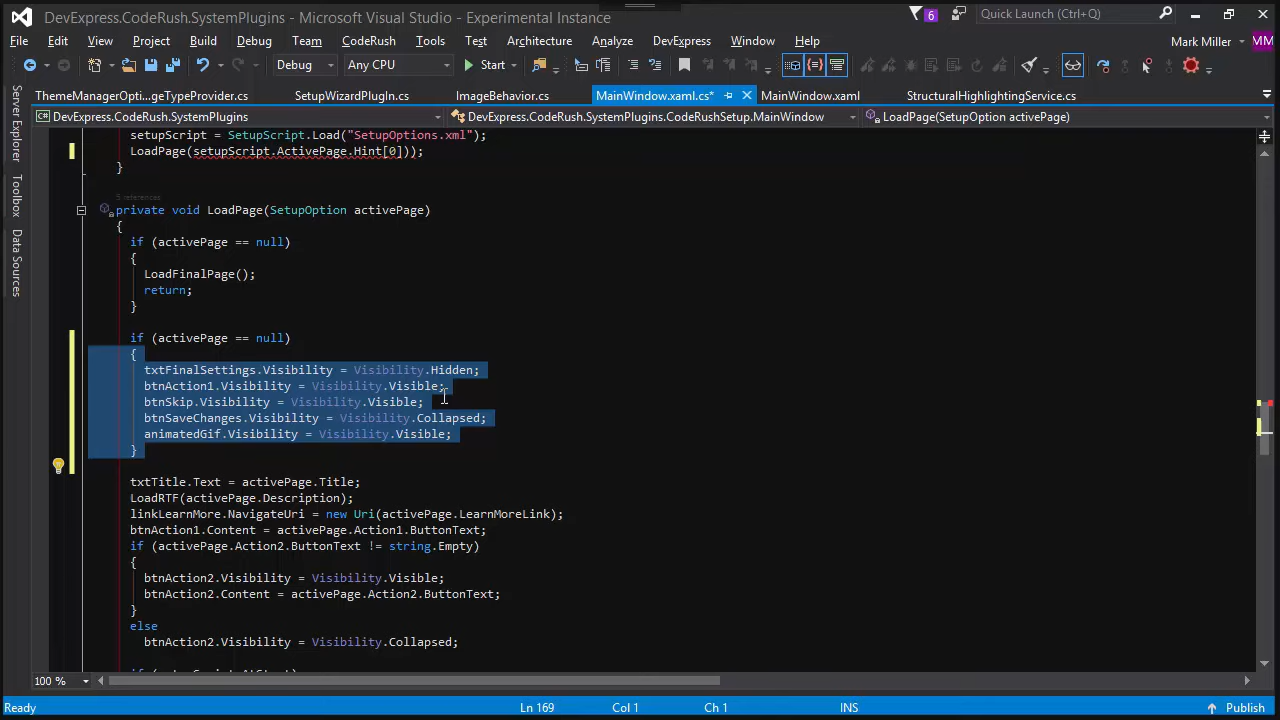 DevExpress.CodeRush.SystemPlugins - Microsoft Visual Studio - Experimental Instance
6
Quick Launch (Ctrl+Q)
File Edit View Project Build Debug Team CodeRush Tools Test Architecture Analyze DevExpress Window Help
Mark Miller
MM
Debug Any CPU Start
ThemeManagerOpti...geTypeProvider.cs SetupWizardPlugIn.cs ImageBehavior.cs MainWindow.xaml.cs* MainWindow.xaml StructuralHighlightingService.cs
DevExpress.CodeRush.SystemPlugins DevExpress.CodeRush.SystemPlugins.CodeRushSetup.MainWindow LoadPage(SetupOption activePage)
Server Explorer
Toolbox
Data Sources
setupScript = SetupScript.Load("SetupOptions.xml");
LoadPage(setupScript.ActivePage.Hint[0]));
}
5 references
private void LoadPage(SetupOption activePage)
{
if (activePage == null)
{
LoadFinalPage();
return;
}
if (activePage == null)
{
txtFinalSettings.Visibility = Visibility.Hidden;
btnAction1.Visibility = Visibility.Visible;
btnSkip.Visibility = Visibility.Visible;
btnSaveChanges.Visibility = Visibility.Collapsed;
animatedGif.Visibility = Visibility.Visible;
}
txtTitle.Text = activePage.Title;
LoadRTF(activePage.Description);
linkLearnMore.NavigateUri = new Uri(activePage.LearnMoreLink);
btnAction1.Content = activePage.Action1.ButtonText;
if (activePage.Action2.ButtonText != string.Empty)
{
btnAction2.Visibility = Visibility.Visible;
btnAction2.Content = activePage.Action2.ButtonText;
}
else
btnAction2.Visibility = Visibility.Collapsed;
100 %
Ready Ln 169 Col 1 Ch 1 INS Publish